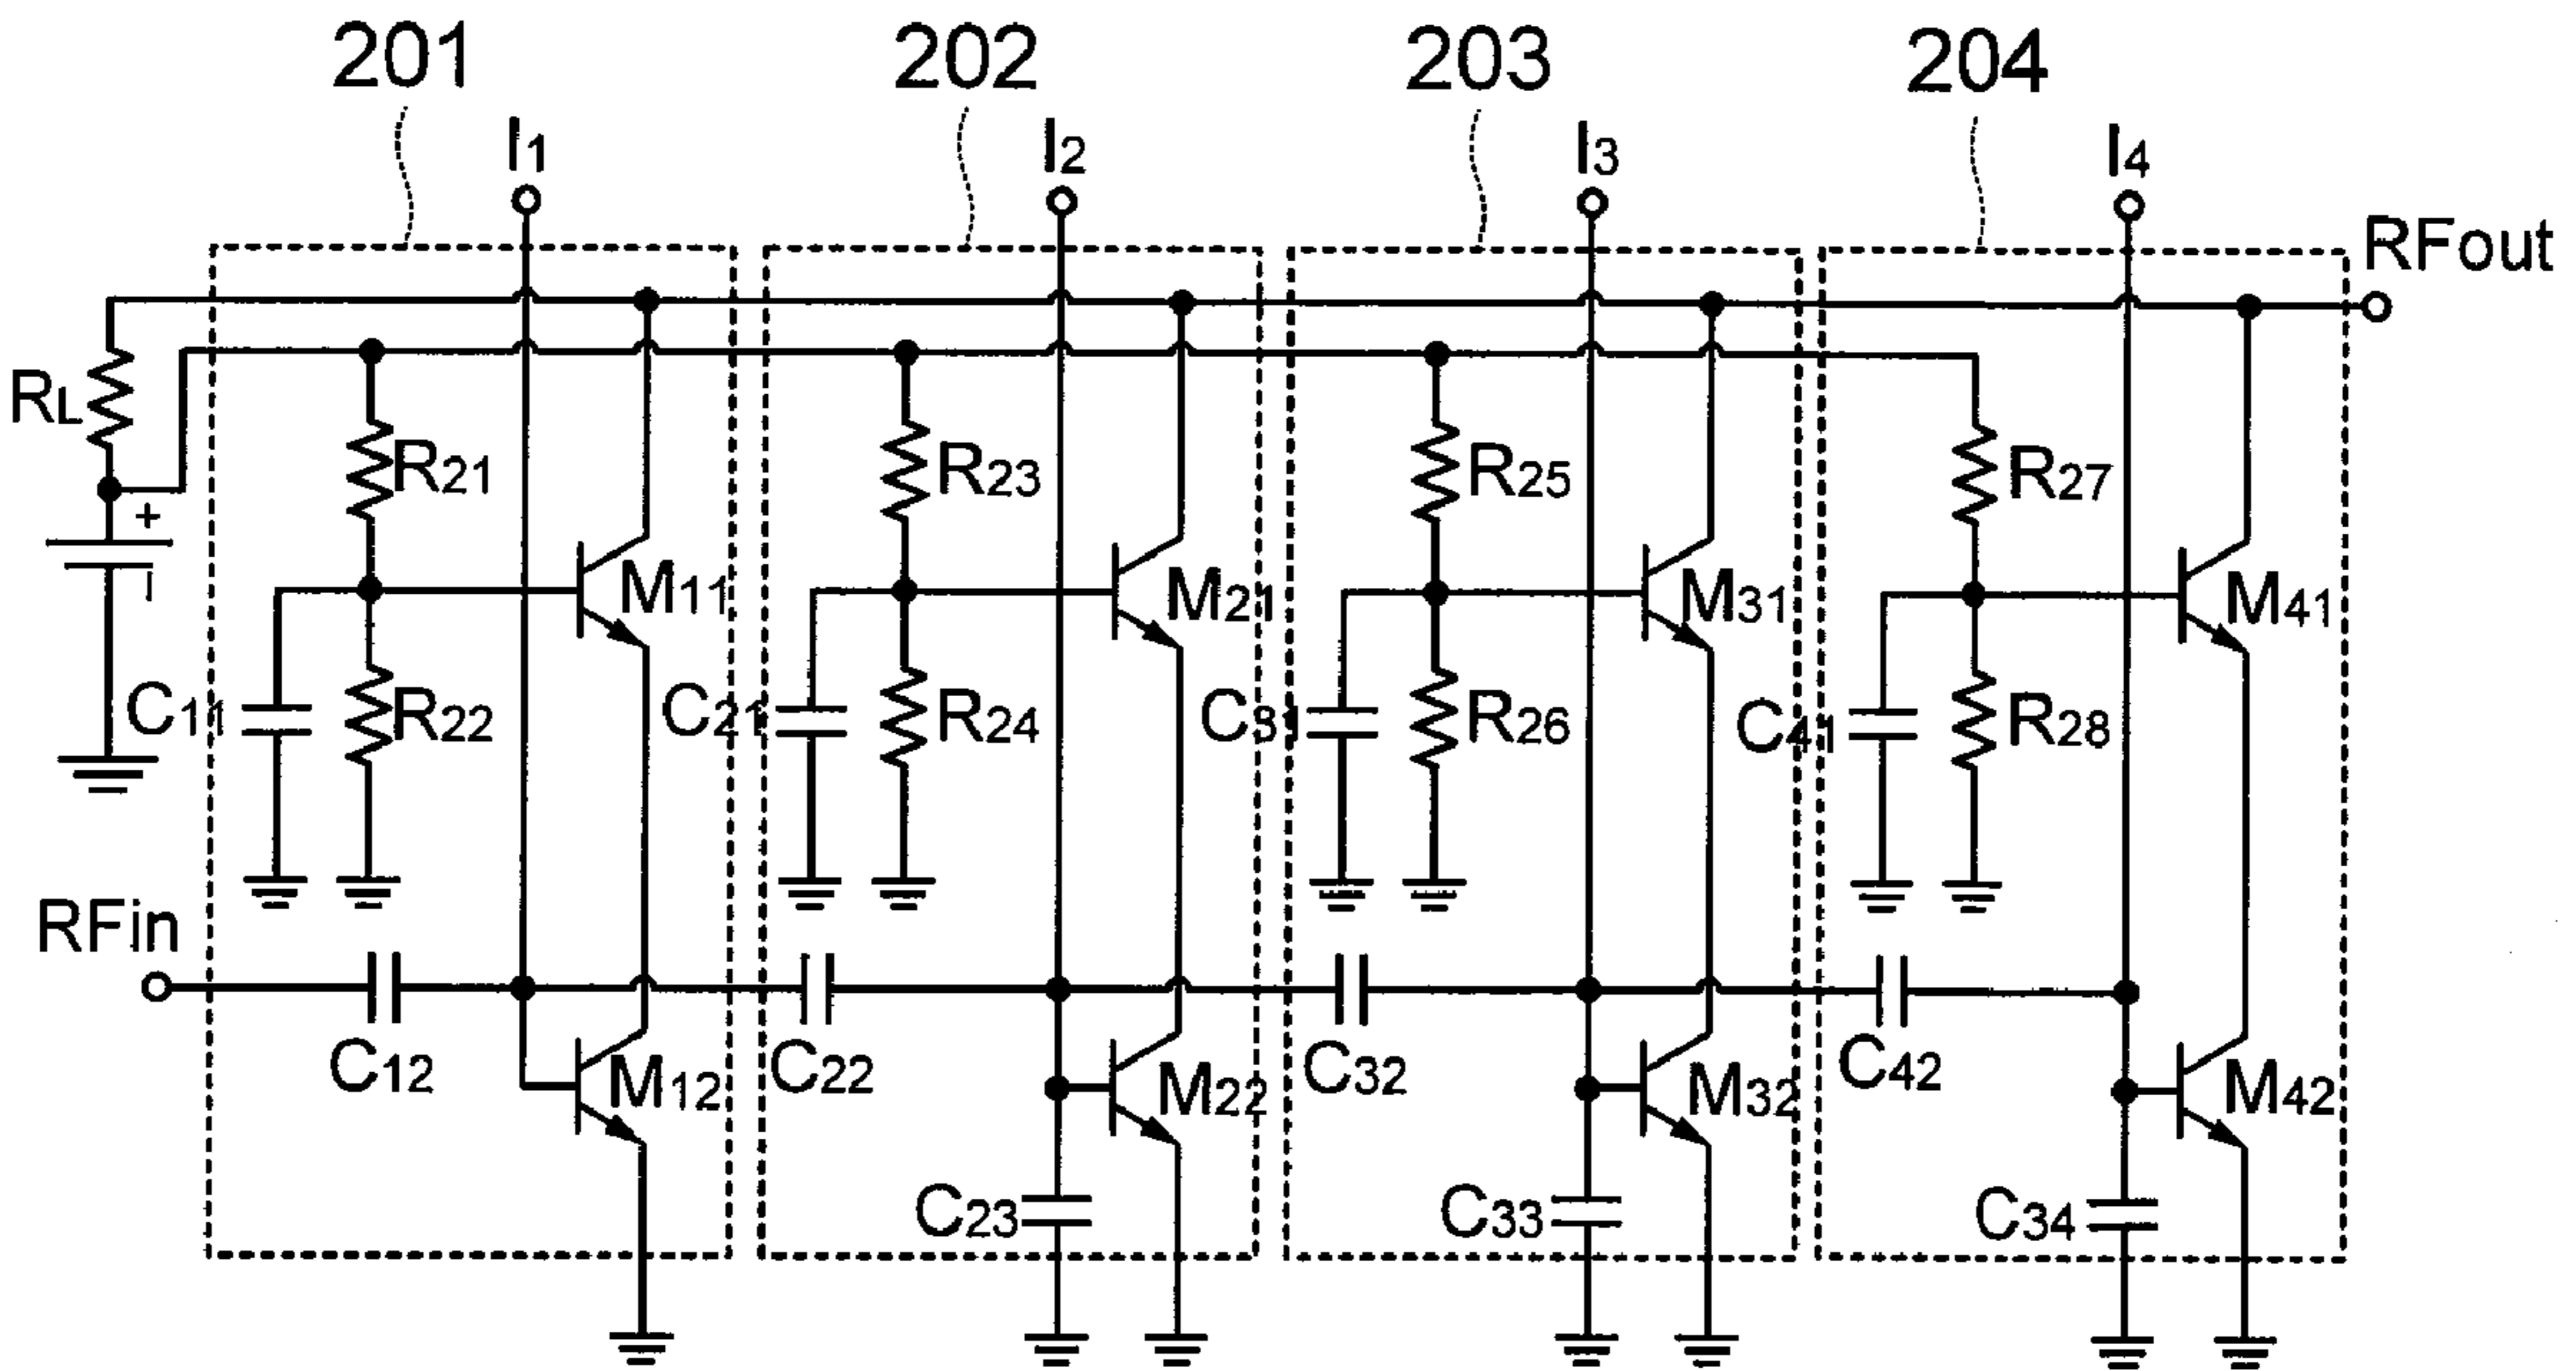 201 202 203 204
I1 I2 I3 I4
RFout
RL R21 R23 R25 R27
+
M11 M21 M31 M41
C11 R22 C21 R24 C31 R26 C41 R28
RFin
C12 M12 C22 M22 C32 M32 C42 M42
C23 C33 C34